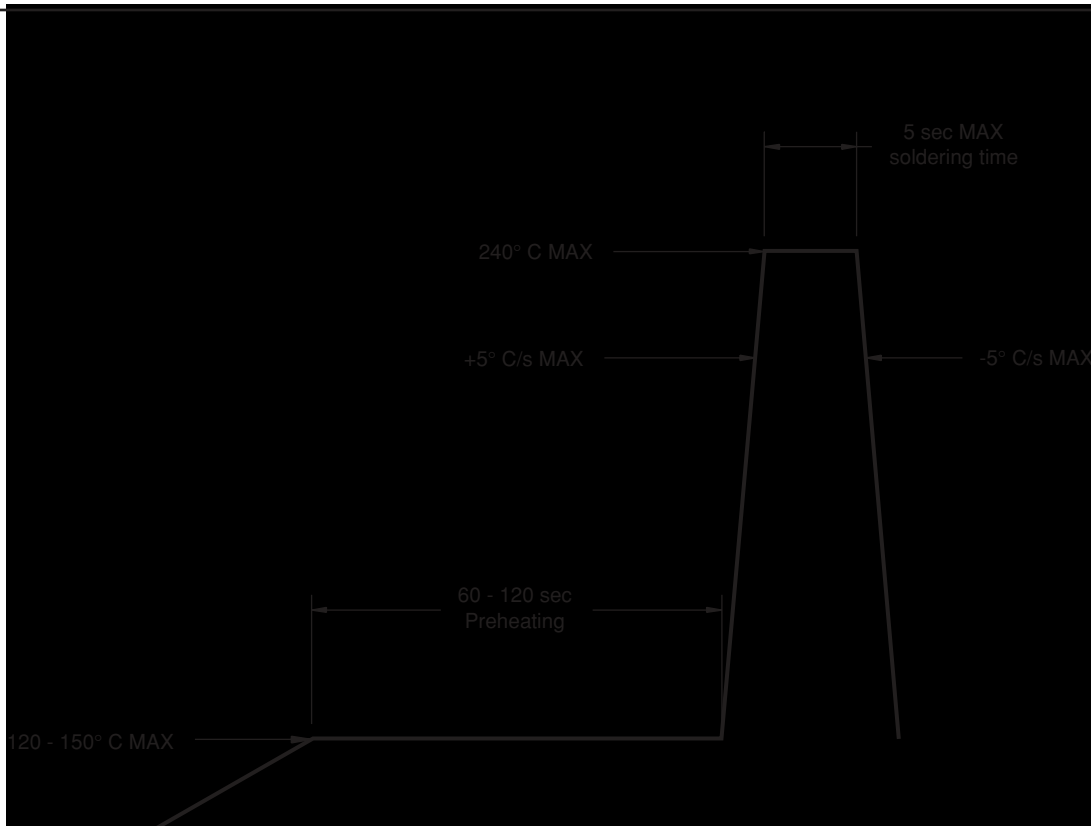 5 sec MAX
soldering time
240° C MAX
+5° C/s MAX
-5° C/s MAX
60 - 120 sec
Preheating
120 - 150° C MAX